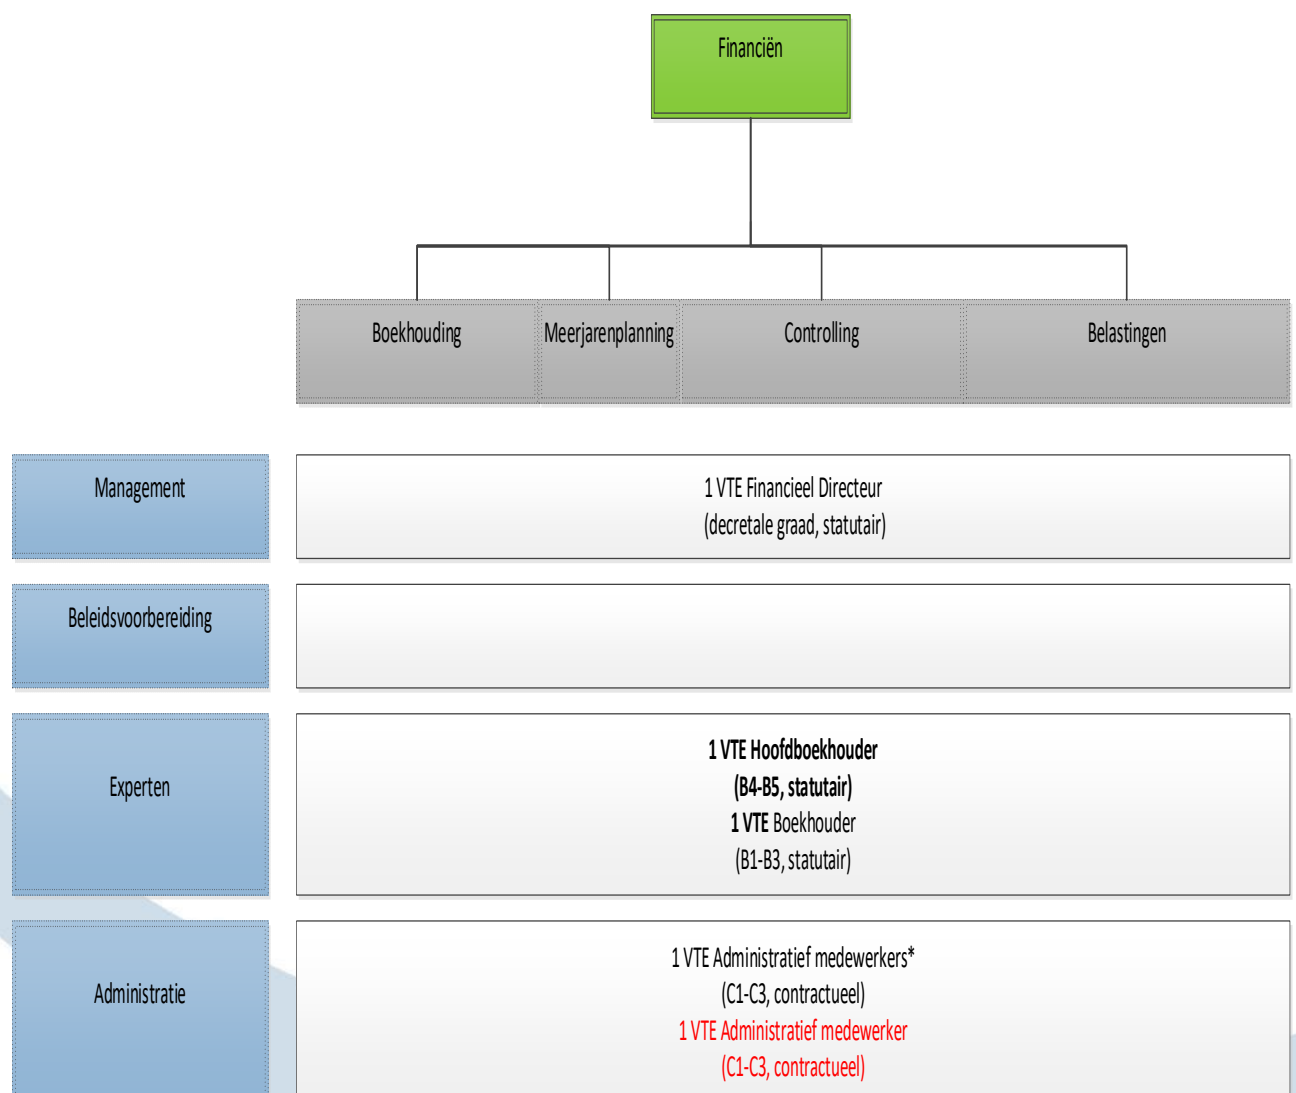 Financiën
Boekhouding
Meerjarenplanning
Controlling
Belastingen
Management
1 VTE Financieel Directeur
(decretale graad, statutair)
Beleidsvoorbereiding
Experten
1 VTE Hoofdboekhouder
(B4-B5, statutair)
1 VTE Boekhouder
(B1-B3, statutair)
Administratie
1 VTE Administratief medewerkers*
(C1-C3, contractueel)
1 VTE Administratief medewerker
(C1-C3, contractueel)